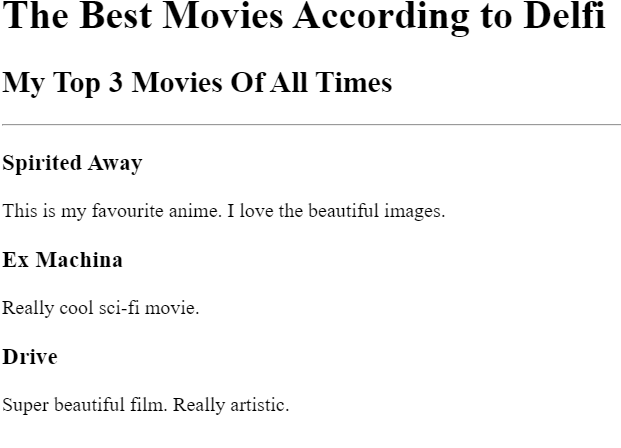 The Best Movies According to Delfi
My Top 3 Movies Of All Times
Spirited Away
This is my favourite anime. I love the beautiful images.
Ex Machina
Really cool sci-fi movie.
Drive
Super beautiful film. Really artistic.